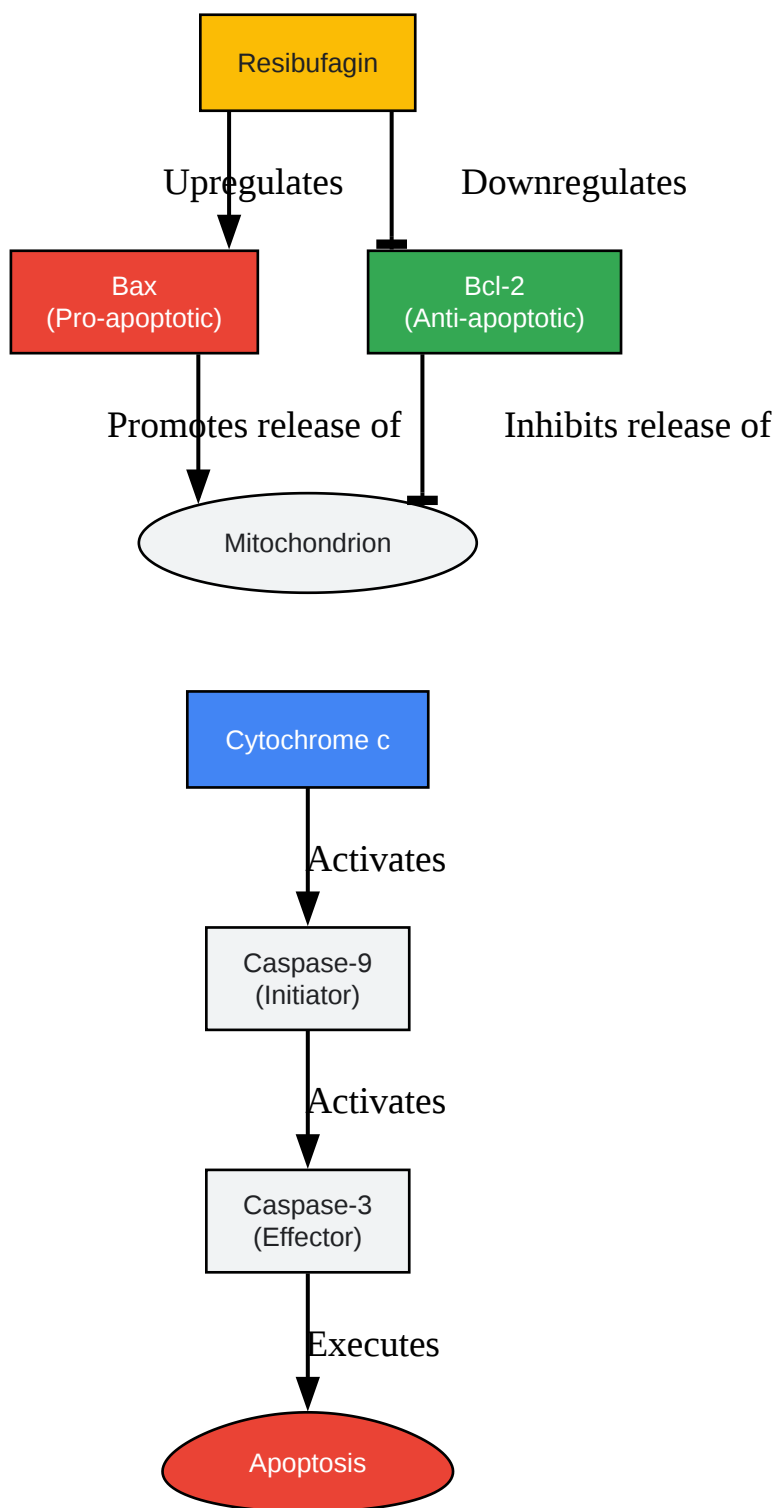 Resibufagin
Upregulates
Downregulates
Bax
(Pro-apoptotic)
Bcl-2
(Anti-apoptotic)
Promotes release of
Inhibits release of
Mitochondrion
Cytochrome c
Activates
Caspase-9
(Initiator)
Activates
Caspase-3
(Effector)
Executes
Apoptosis